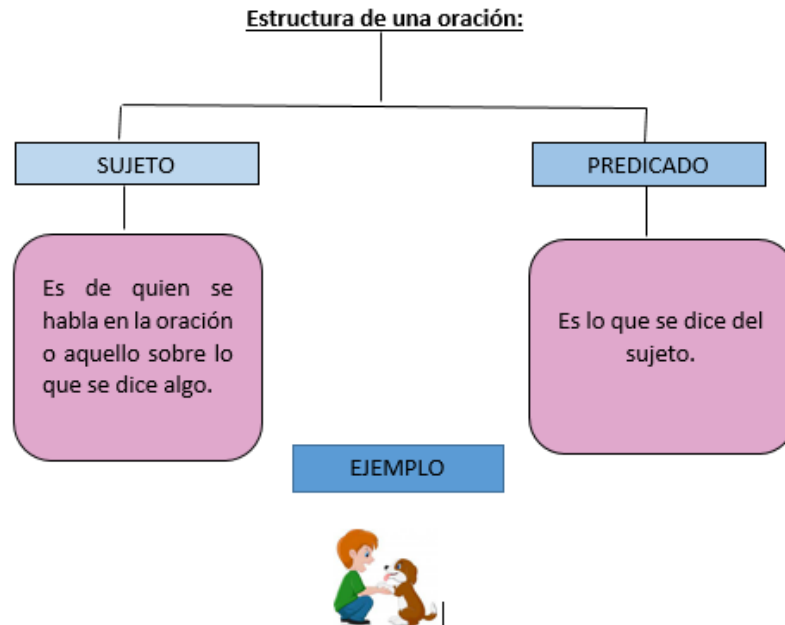 Estructura de una oración:
SUJETO
PREDICADO
Es de quien se
habla en la oración
o aquello sobre lo
que se dice algo.
Es lo que se dice del
sujeto.
EJEMPLO